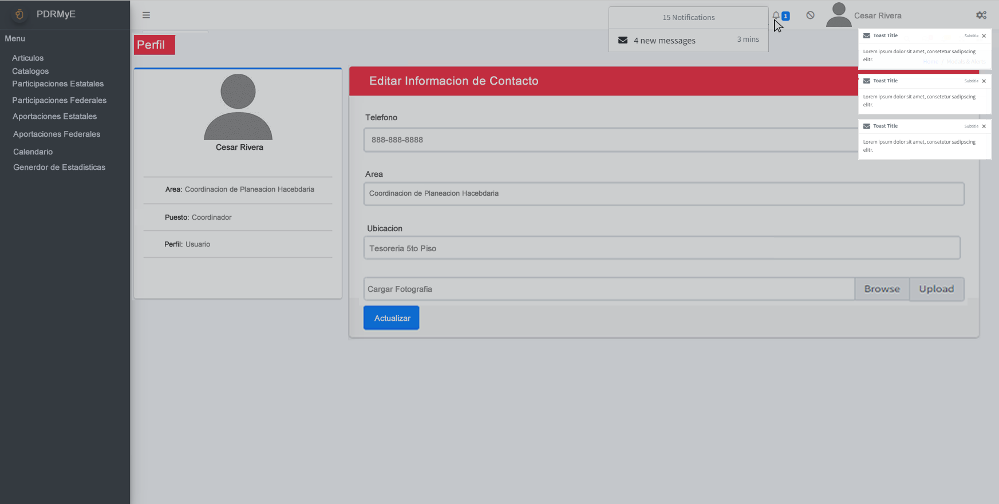 PDRMyE
Menu
Articulos
Catalogos
Participaciones Estatales
Participaciones Federales
Aportaciones Estatales
Aportaciones Federales
Calendario
Generdor de Estadisticas
15 Notifications
4 new messages 3 mins
1
Cesar Rivera
Perfil
Cesar Rivera
Area: Coordinacion de Planeacion Hacebdaria
Puesto: Coordinador
Perfil: Usuario
Editar Informacion de Contacto
Telefono
888-888-8888
Area
Coordinacion de Planeacion Hacebdaria
Ubicacion
Tesoreria 5to Piso
Cargar Fotografia Browse Upload
Actualizar
Toast Title Subtitle
Lorem ipsum dolor sit amet, consetetur sadipscing
elitr.
Home / Modals & Alerts
Toast Title Subtitle
Lorem ipsum dolor sit amet, consetetur sadipscing
elitr.
Toast Title Subtitle
Lorem ipsum dolor sit amet, consetetur sadipscing
elitr.